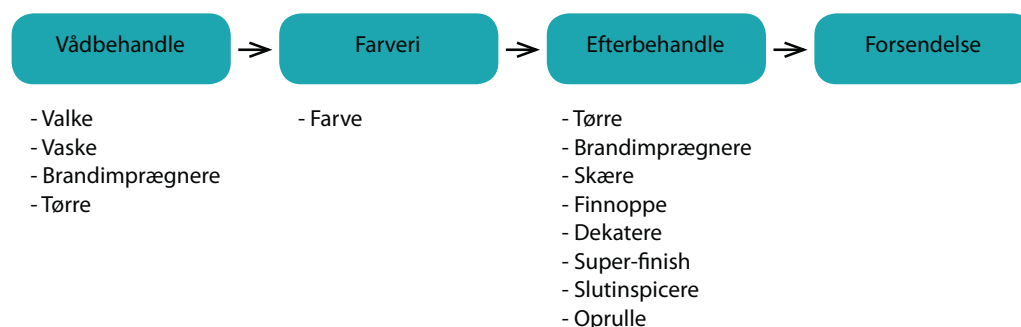 Vådbehandle
Farveri
Efterbehandle
Forsendelse
- Valke
- Vaske
- Brandimprægnere
- Tørre
- Farve
- Tørre
- Brandimprægnere
- Skære
- Finnoppe
- Dekatere
- Super-finish
- Slutinspicere
- Oprulle